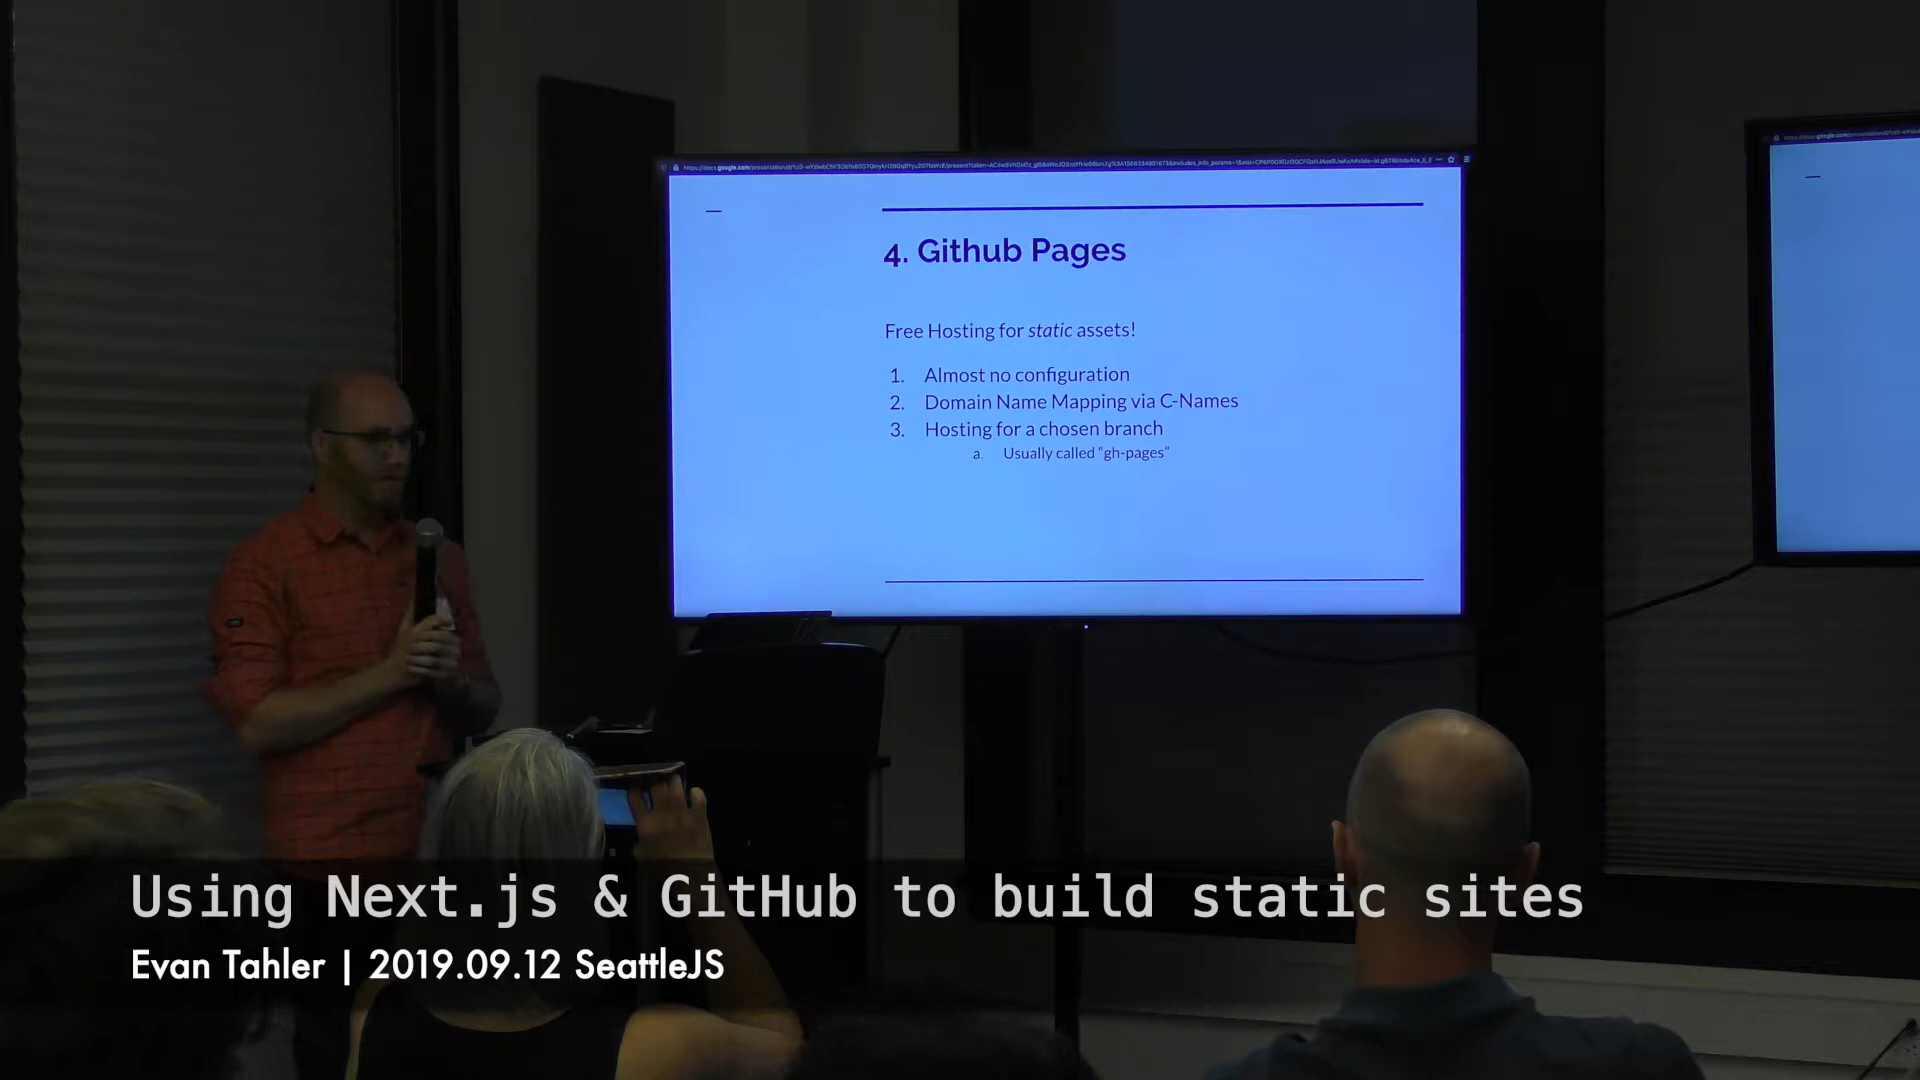 4. Github Pages
Free Hosting for static assets!
1. Almost no configuration
2. Domain Name Mapping via C-Names
3. Hosting for a chosen branch
a. Usually called “gh-pages”
Using Next.js & GitHub to build static sites
Evan Tahler | 2019.09.12 SeattleJS